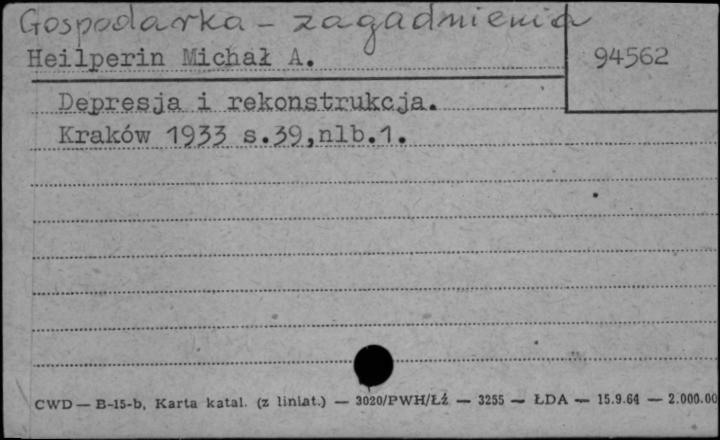 Gospodarka - zagadnienia
Heilperin Michał A.
94562
Depresja i rekonstrukcja.
Kraków 1933 s.39,nlb.1.
CWD — B-15-b, Karta katal. (z liniat.) — 3020/PWH/Łź — 3255 — ŁDA — 15.9.64 — 2.000.00